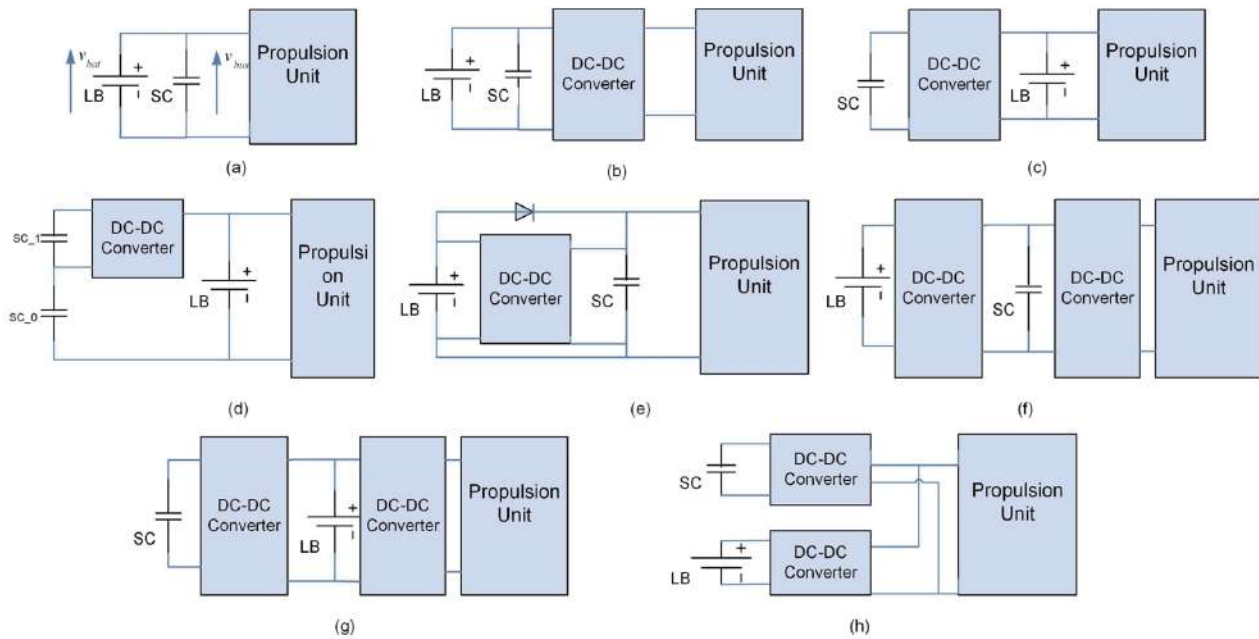 v_bat
LB
+
−
SC
Propulsion
Unit
(a)
LB
+
−
SC
DC-DC
Converter
Propulsion
Unit
(b)
SC
DC-DC
Converter
LB
+
−
Propulsion
Unit
(c)
SC_1
SC_0
DC-DC
Converter
LB
+
−
Propulsi
on Unit
(d)
LB
+
−
DC-DC
Converter
SC
Propulsion
Unit
(e)
LB
+
−
DC-DC
Converter
SC
DC-DC
Converter
Propulsion
Unit
(f)
SC
DC-DC
Converter
LB
+
−
DC-DC
Converter
Propulsion
Unit
(g)
SC
DC-DC
Converter
LB
+
−
DC-DC
Converter
Propulsion
Unit
(h)